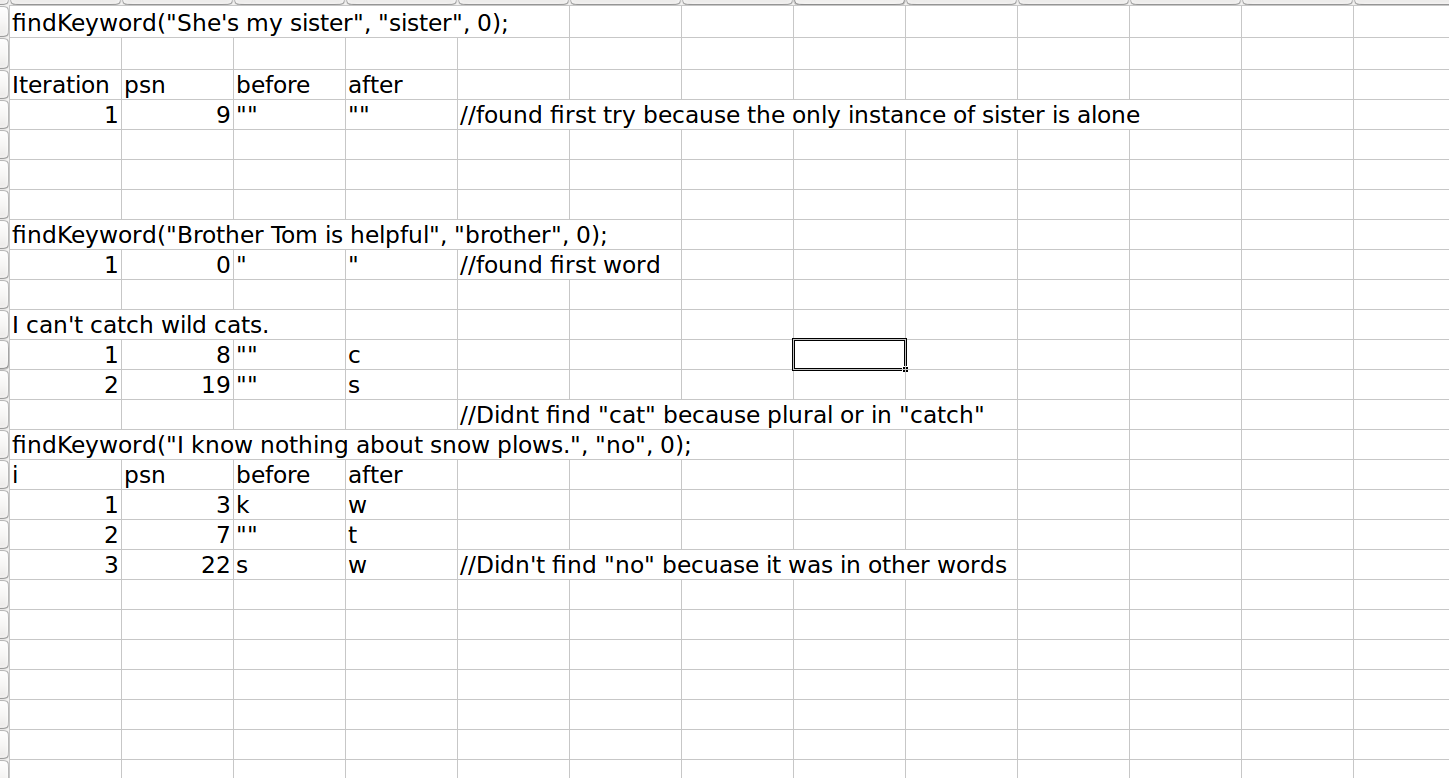 findKeyword("She's my sister", "sister", 0);
Iteration psn before after
1 9 "" "" //found first try because the only instance of sister is alone
findKeyword("Brother Tom is helpful", "brother", 0);
1 0 " " //found first word
I can't catch wild cats.
1 8 "" c
2 19 "" s
//Didnt find "cat" because plural or in "catch"
findKeyword("I know nothing about snow plows.", "no", 0);
i psn before after
1 3 k w
2 7 "" t
3 22 s w //Didn't find "no" becuase it was in other words